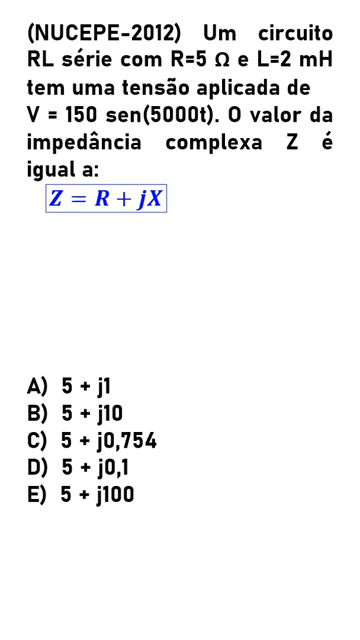 (NUCEPE-2012) Um circuito
RL série com R=5 Ω e L=2 mH
tem uma tensão aplicada de
V = 150 sen(5000t). O valor da
impedância complexa Z é
igual a:
Z = R + jX
A) 5 + j1
B) 5 + j10
C) 5 + j0,754
D) 5 + j0,1
E) 5 + j100